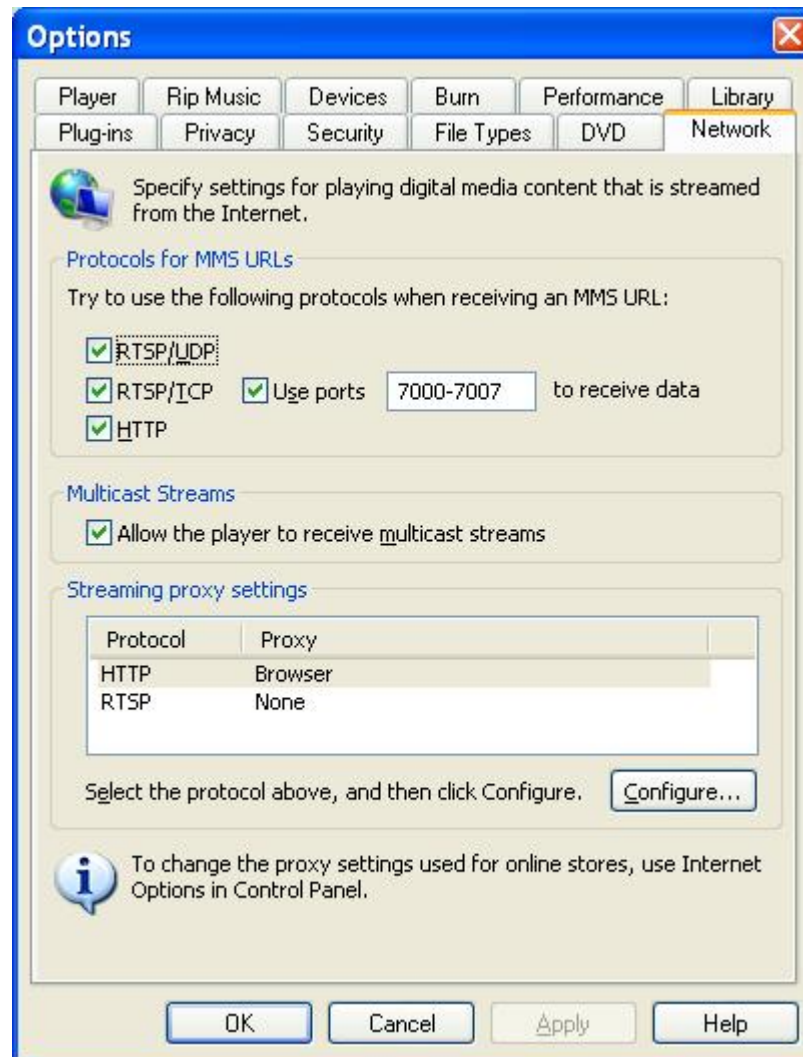 Options
Player Rip Music Devices Burn Performance Library
Plug-ins Privacy Security File Types DVD Network
Specify settings for playing digital media content that is streamed
from the Internet.
Protocols for MMS URLs
Try to use the following protocols when receiving an MMS URL:
RTSP/UDP
RTSP/TCP Use ports 7000-7007 to receive data
HTTP
Multicast Streams
Allow the player to receive multicast streams
Streaming proxy settings
Protocol Proxy
HTTP Browser
RTSP None
Select the protocol above, and then click Configure. Configure...
To change the proxy settings used for online stores, use Internet
Options in Control Panel.
OK Cancel Apply Help